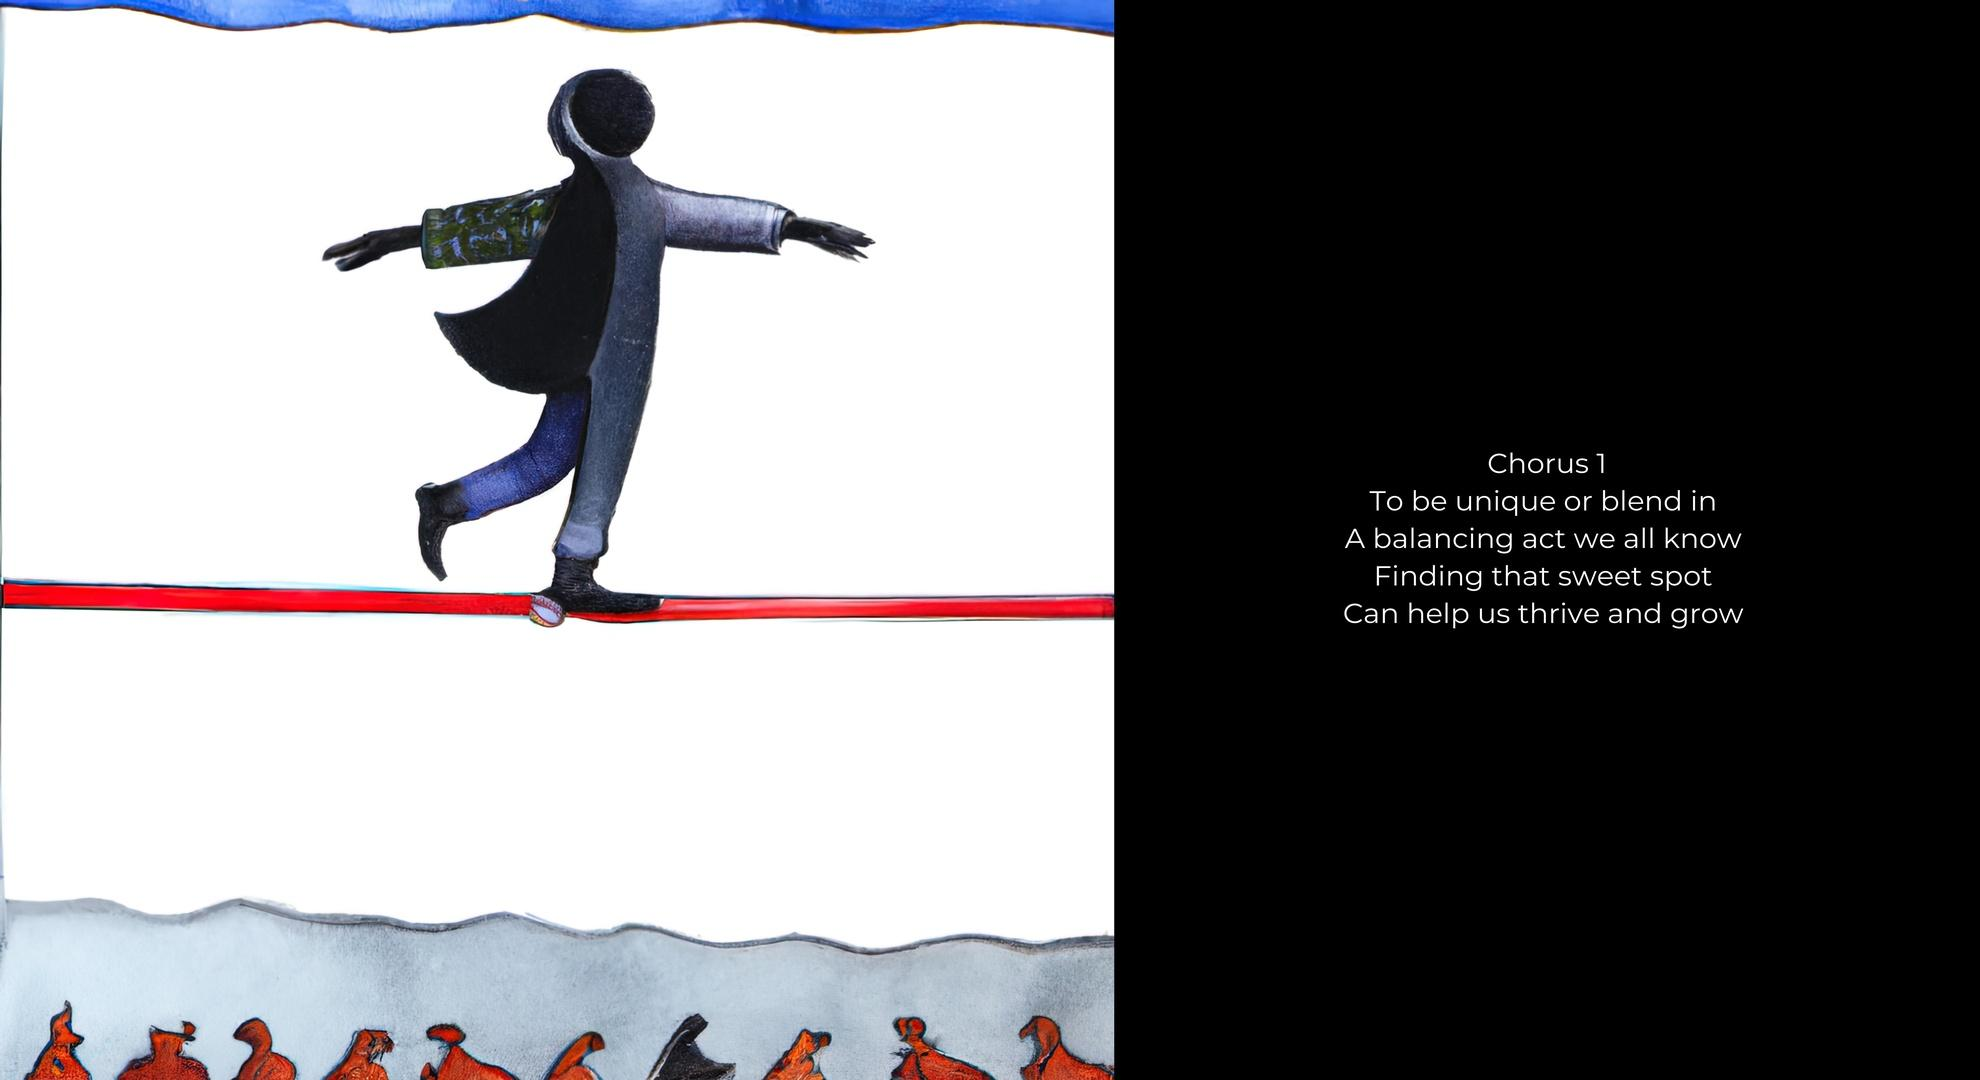 Chorus 1
To be unique or blend in
A balancing act we all know
Finding that sweet spot
Can help us thrive and grow